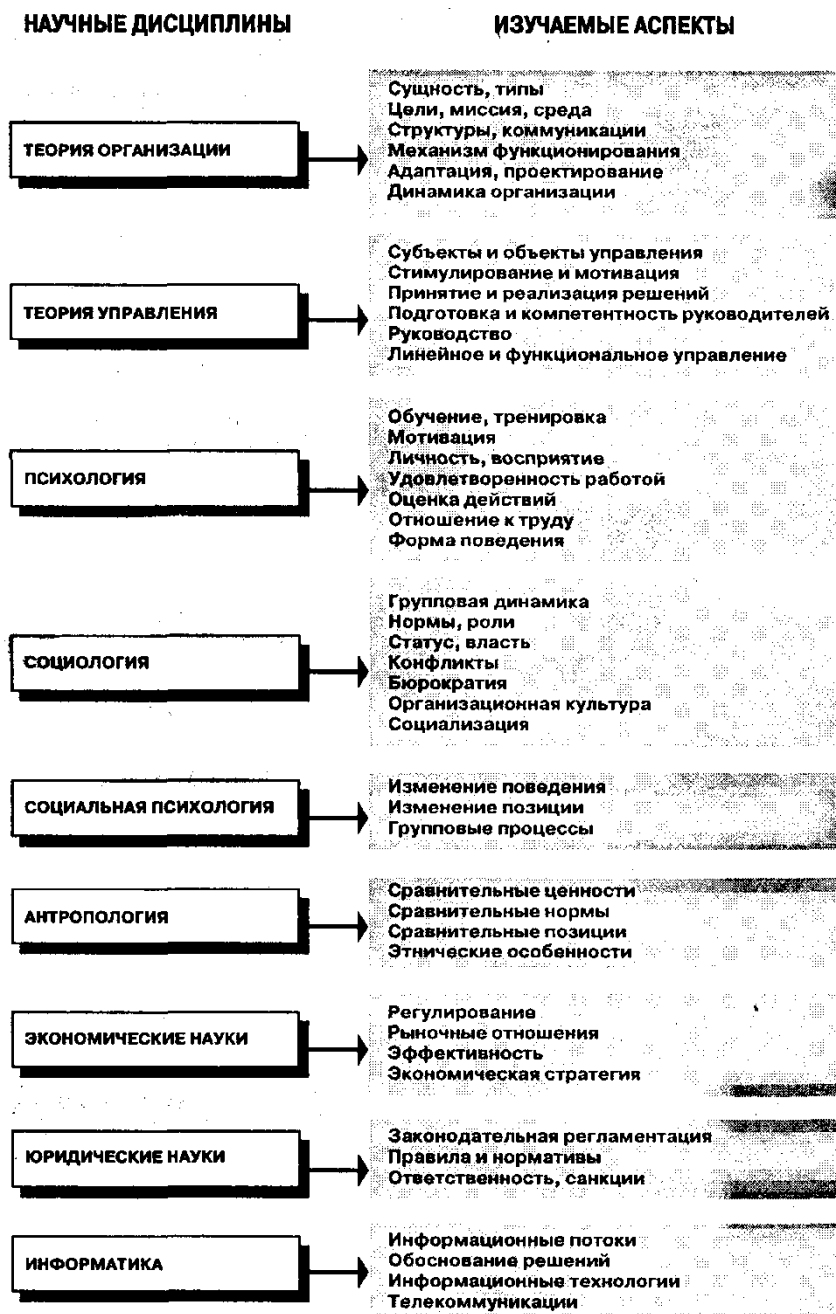 НАУЧНЫЕ ДИСЦИПЛИНЫ
ИЗУЧАЕМЫЕ АСПЕКТЫ
ТЕОРИЯ ОРГАНИЗАЦИИ
Сущность, типы
Цели, миссия, среда
Структуры, коммуникации
Механизм функционирования
Адаптация, проектирование
Динамика организации
ТЕОРИЯ УПРАВЛЕНИЯ
Субъекты и объекты управления
Стимулирование и мотивация
Принятие и реализация решений
Подготовка и компетентность руководителей
Руководство
Линейное и функциональное управление
ПСИХОЛОГИЯ
Обучение, тренировка
Мотивация
Личность, восприятие
Удовлетворенность работой
Оценка действий
Отношение к труду
Форма поведения
СОЦИОЛОГИЯ
Групповая динамика
Нормы, роли
Статус, власть
Конфликты
Бюрократия
Организационная культура
Социализация
СОЦИАЛЬНАЯ ПСИХОЛОГИЯ
Изменение поведения
Изменение позиции
Групповые процессы
АНТРОПОЛОГИЯ
Сравнительные ценности
Сравнительные нормы
Сравнительные позиции
Этнические особенности
ЭКОНОМИЧЕСКИЕ НАУКИ
Регулирование
Рыночные отношения
Эффективность
Экономическая стратегия
ЮРИДИЧЕСКИЕ НАУКИ
Законодательная регламентация
Правила и нормативы
Ответственность, санкции
ИНФОРМАТИКА
Информационные потоки
Обоснование решений
Информационные технологии
Телекоммуникации